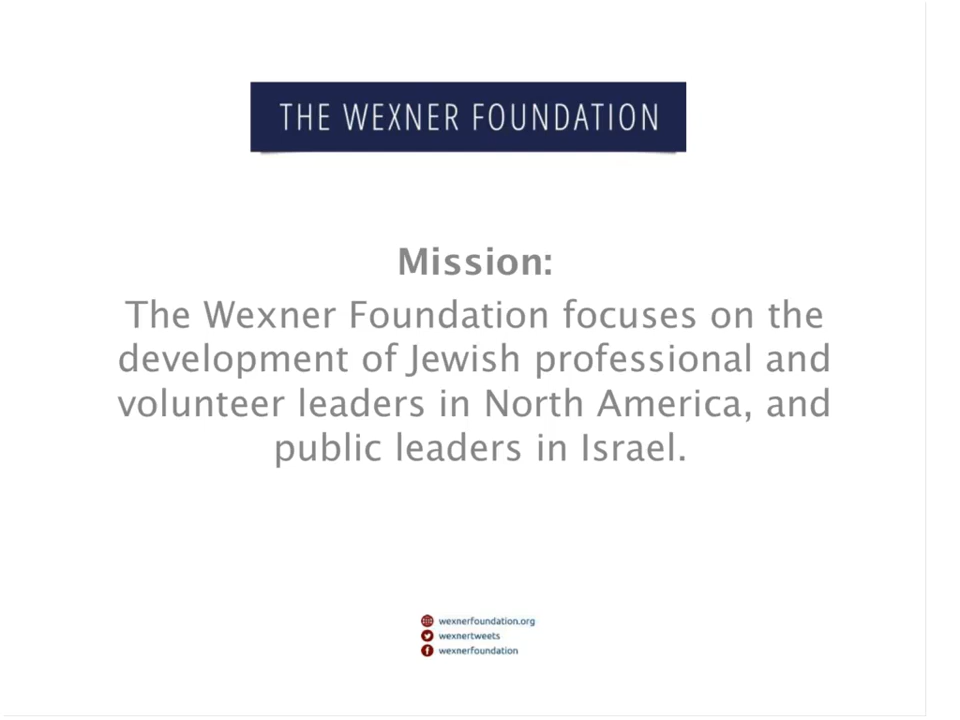 THE WEXNER FOUNDATION
Mission:
The Wexner Foundation focuses on the
development of Jewish professional and
volunteer leaders in North America, and
public leaders in Israel.
wexnerfoundation.org
wexnertweets
wexnerfoundation